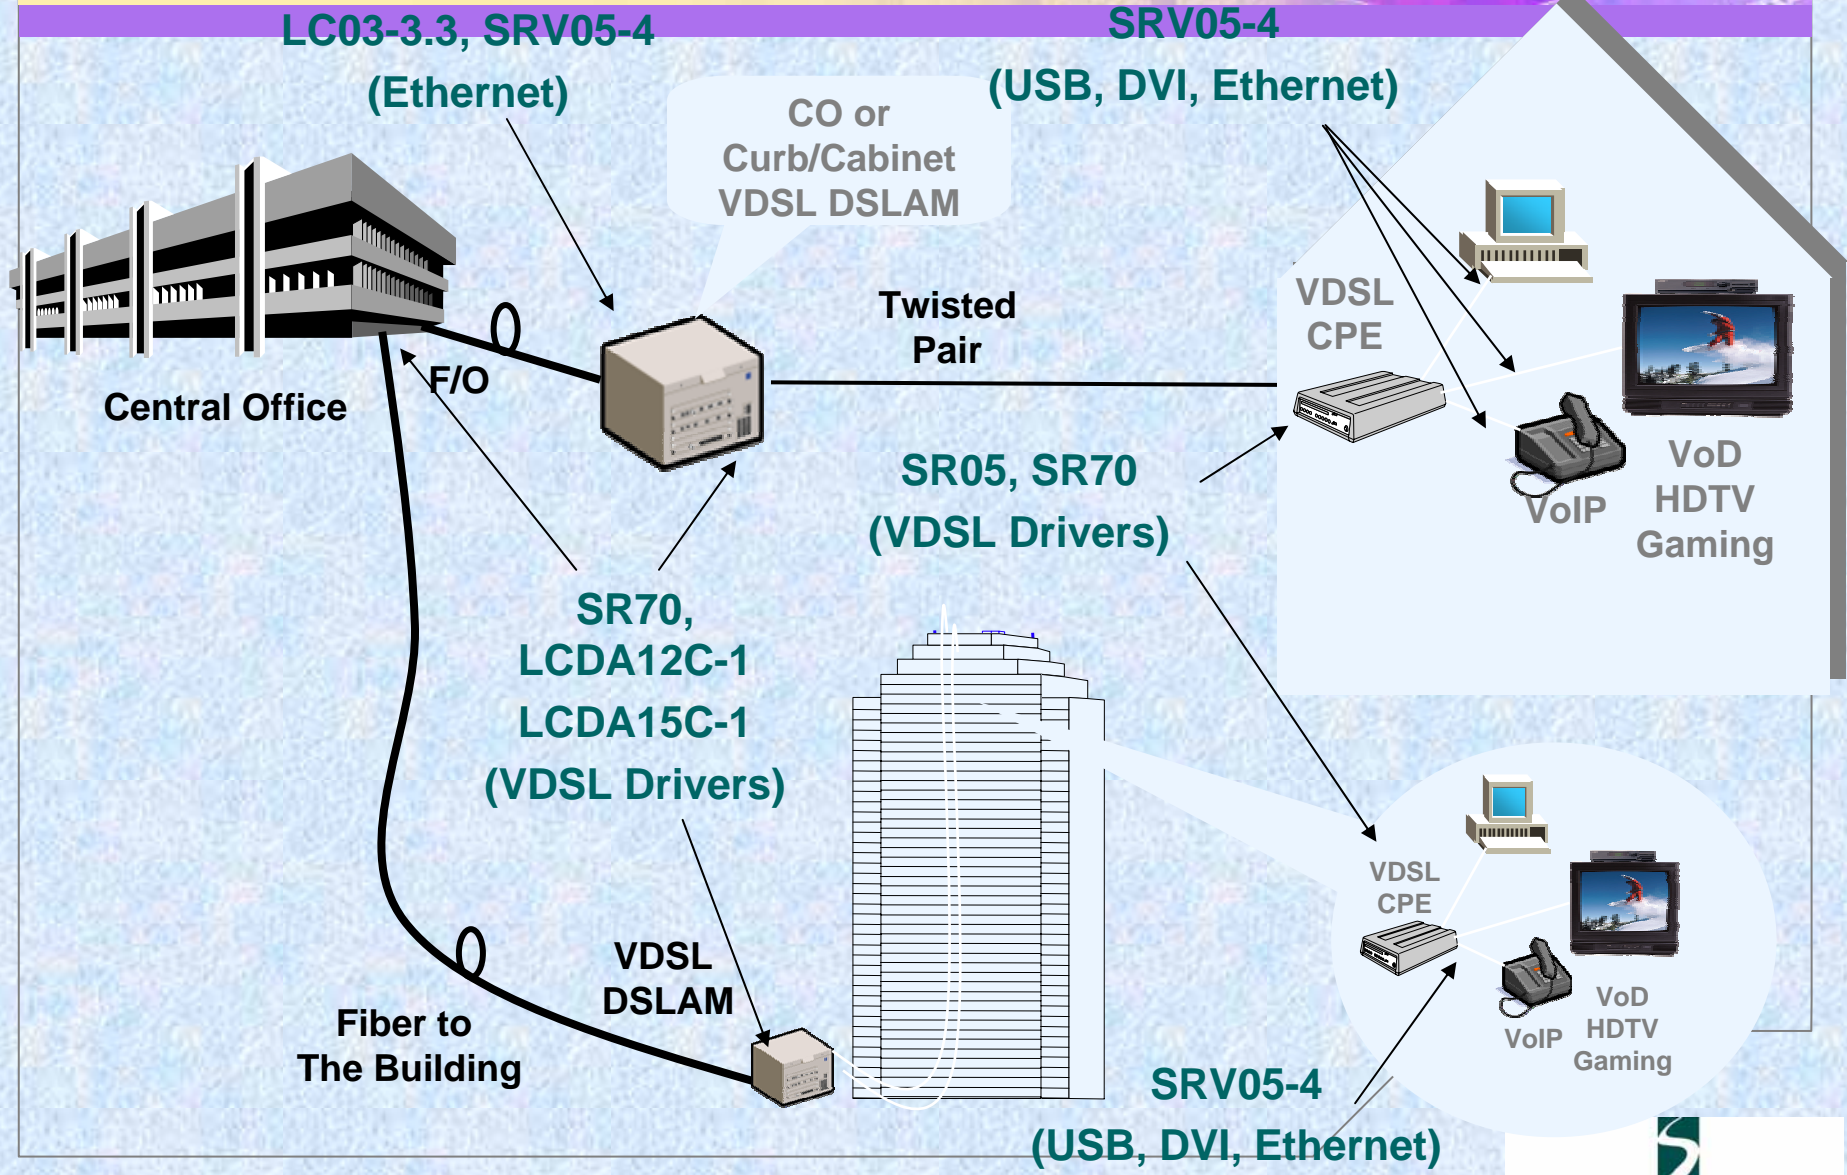 LC03-3.3, SRV05-4
(Ethernet)
SRV05-4
(USB, DVI, Ethernet)
CO or
Curb/Cabinet
VDSL DSLAM
Twisted
Pair
VDSL
CPE
F/O
Central Office
VoIP
VoD
HDTV
Gaming
SR05, SR70
(VDSL Drivers)
SR70,
LCDA12C-1
LCDA15C-1
(VDSL Drivers)
VDSL
DSLAM
Fiber to
The Building
VDSL
CPE
VoIP
VoD
HDTV
Gaming
SRV05-4
(USB, DVI, Ethernet)